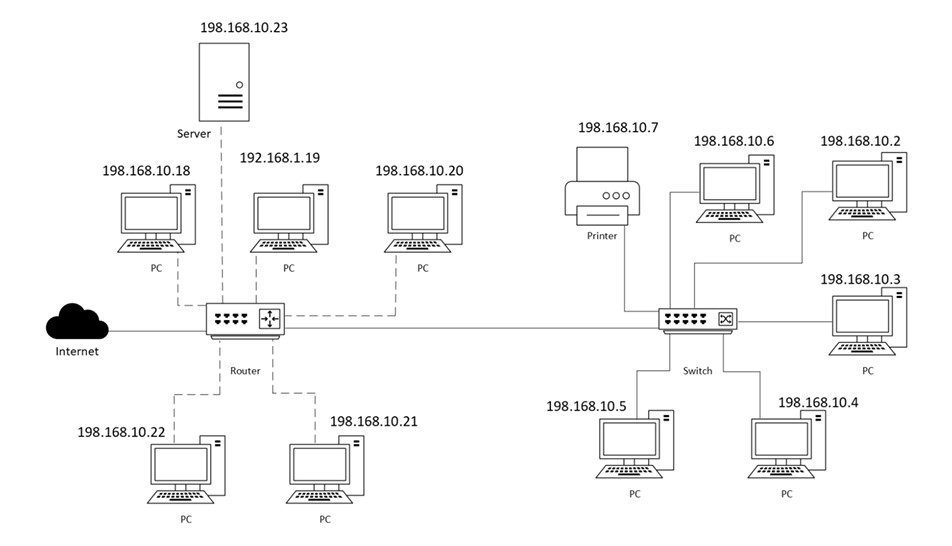 198.168.10.23
Server
198.168.10.18
192.168.1.19
198.168.10.20
PC
PC
PC
Internet
Router
198.168.10.22
198.168.10.21
PC
PC
198.168.10.7
Printer
198.168.10.6
PC
198.168.10.2
PC
198.168.10.3
PC
Switch
198.168.10.5
PC
198.168.10.4
PC